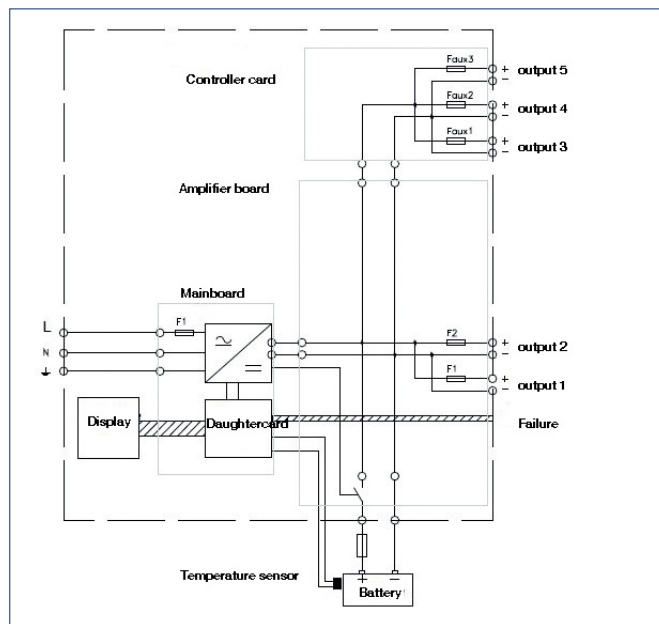 Controller card
Faux3
+ output 5
−
Faux2
+ output 4
−
Faux1
+ output 3
−
Amplifier board
Mainboard
L
F1
N
F2
+ output 2
−
F1
+ output 1
−
Display
Daughtercard
Failure
Temperature sensor
+ −
Battery